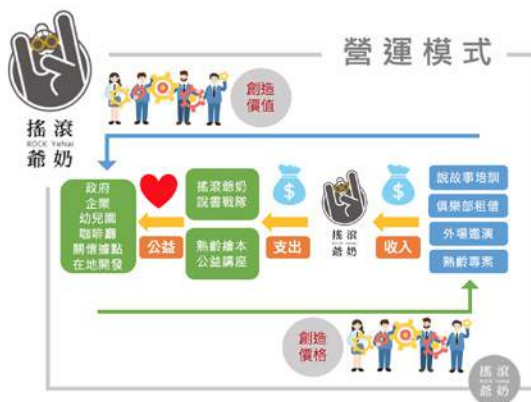 營運模式
搖滾
ROCK YeNai
爺奶
創造
價值
政府
企業
幼兒園
咖啡廳
關懷據點
在地開發
公益
搖滾爺奶
說書戰隊
熟齡繪本
公益講座
$
支出
搖滾
爺奶
$
收入
說故事培訓
俱樂部租借
外場邀演
熟齡專案
創造
價格
搖滾
爺奶